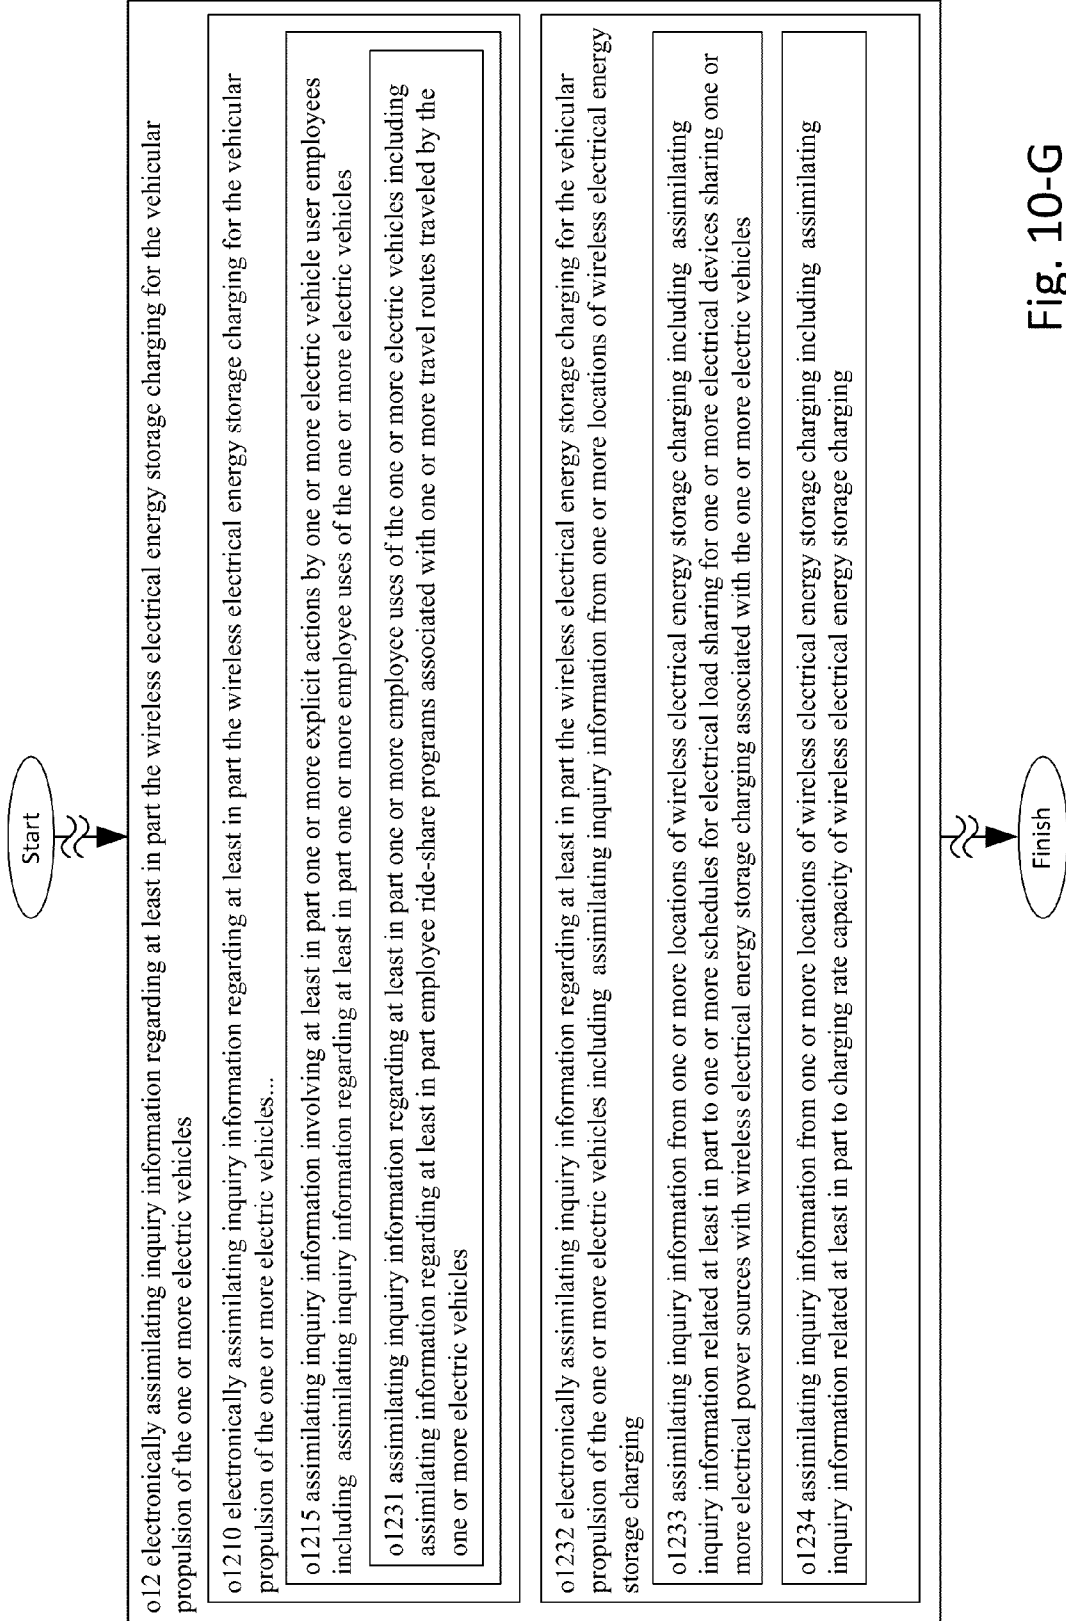 Start
o12 electronically assimilating inquiry information regarding at least in part the wireless electrical energy storage charging for the vehicular
propulsion of the one or more electric vehicles
o1210 electronically assimilating inquiry information regarding at least in part the wireless electrical energy storage charging for the vehicular
propulsion of the one or more electric vehicles...
o1215 assimilating inquiry information involving at least in part one or more explicit actions by one or more electric vehicle user employees
including assimilating inquiry information regarding at least in part one or more employee uses of the one or more electric vehicles
o1231 assimilating inquiry information regarding at least in part one or more employee uses of the one or more electric vehicles including
assimilating information regarding at least in part employee ride-share programs associated with one or more travel routes traveled by the
one or more electric vehicles
o1232 electronically assimilating inquiry information regarding at least in part the wireless electrical energy storage charging for the vehicular
propulsion of the one or more electric vehicles including assimilating inquiry information from one or more locations of wireless electrical energy
storage charging
o1233 assimilating inquiry information from one or more locations of wireless electrical energy storage charging including assimilating
inquiry information related at least in part to one or more schedules for electrical load sharing for one or more electrical devices sharing one or
more electrical power sources with wireless electrical energy storage charging associated with the one or more electric vehicles
o1234 assimilating inquiry information from one or more locations of wireless electrical energy storage charging including assimilating
inquiry information related at least in part to charging rate capacity of wireless electrical energy storage charging
Finish
Fig. 10-G